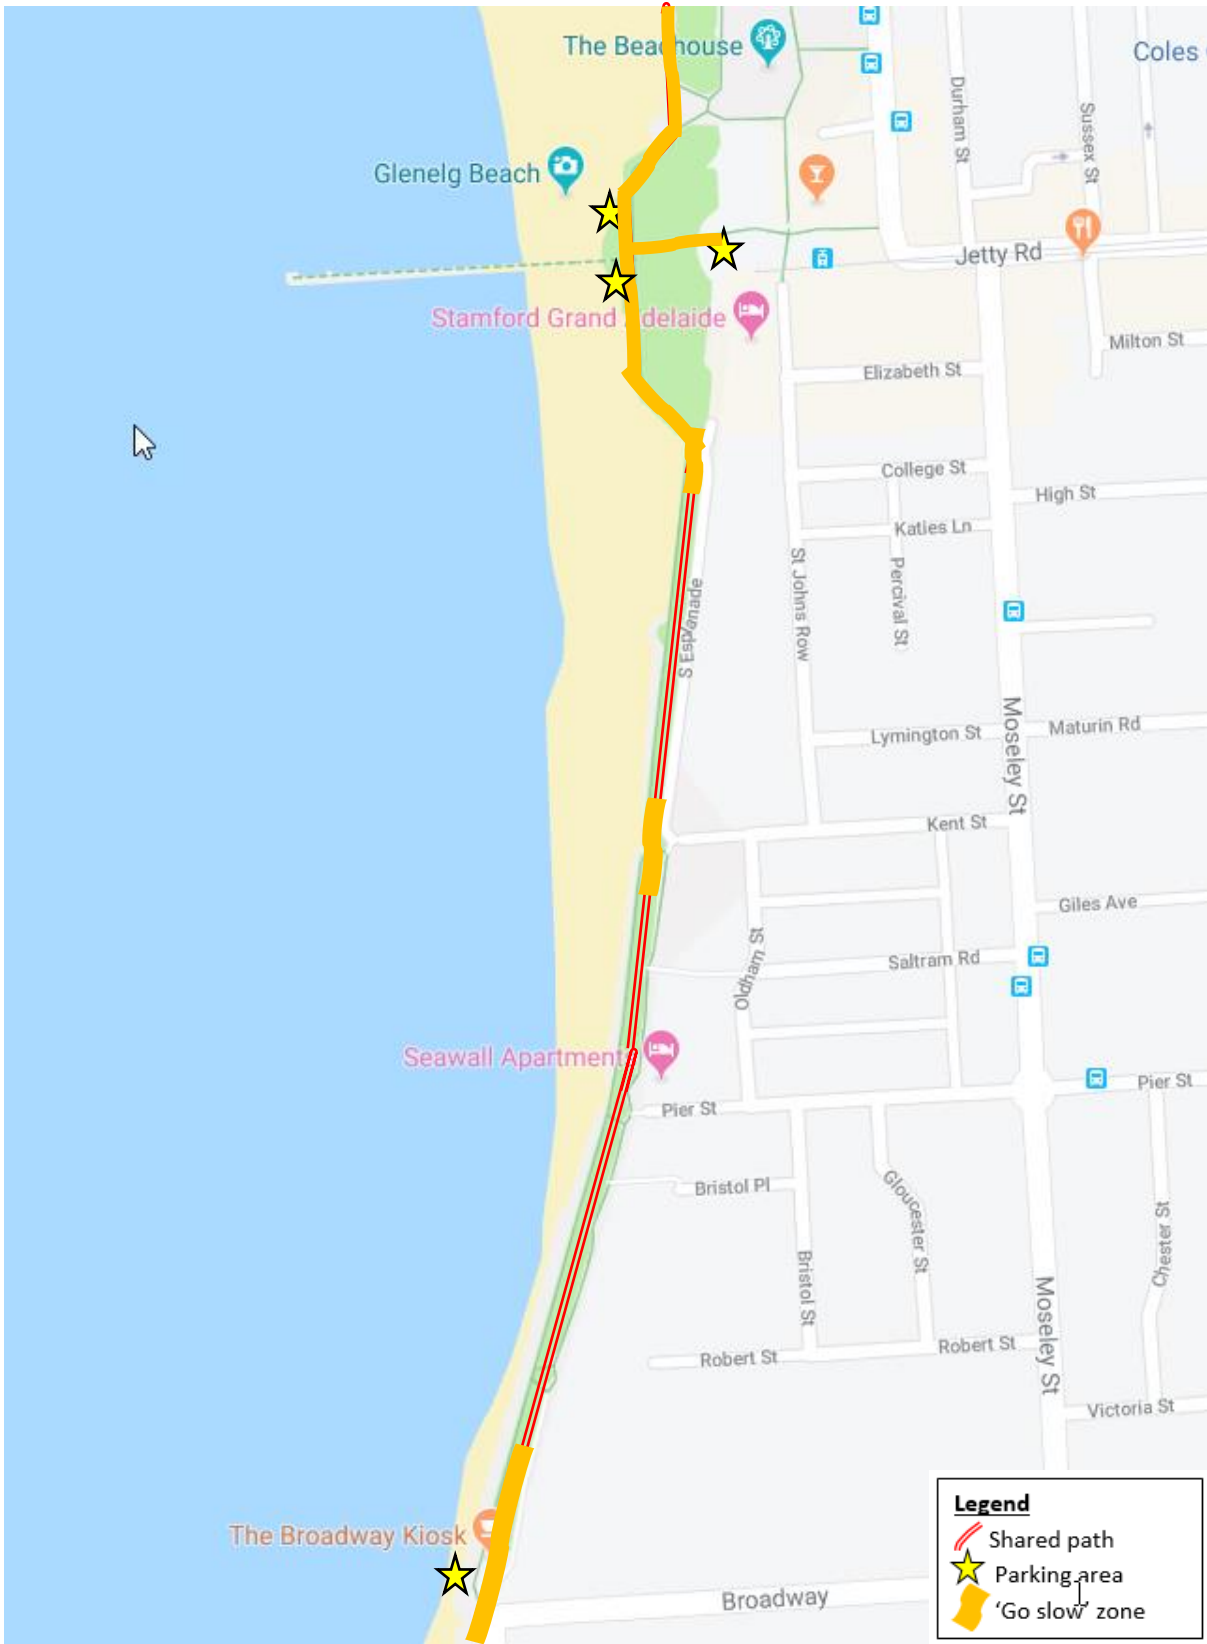 The Beachhouse
Coles
Durham St
Sussex St
Glenelg Beach
Jetty Rd
Stamford Grand Adelaide
Milton St
Elizabeth St
College St
High St
Katies Ln
St Johns Row
Percival St
S Esplanade
Moseley St
Lymington St
Maturin Rd
Kent St
Giles Ave
Oldham St
Saltram Rd
Seawall Apartments
Pier St
Pier St
Bristol Pl
Gloucester St
Chester St
Bristol St
Moseley St
Robert St
Robert St
Victoria St
Legend
Shared path
Parking area
'Go slow' zone
The Broadway Kiosk
Broadway